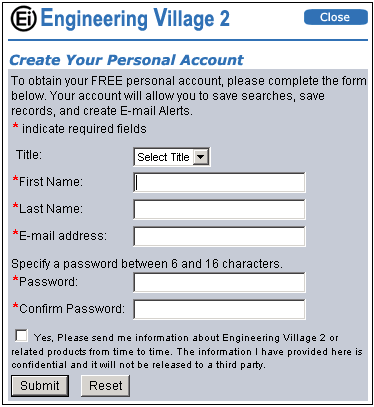 Ei Engineering Village 2 Close
Create Your Personal Account
To obtain your FREE personal account, please complete the form
below. Your account will allow you to save searches, save
records, and create E-mail Alerts.
* indicate required fields
Title: Select Title
*First Name:
*Last Name:
*E-mail address:
Specify a password between 6 and 16 characters.
*Password:
*Confirm Password:
Yes, Please send me information about Engineering Village 2 or
related products from time to time. The information I have provided here is
confidential and it will not be released to a third party.
Submit Reset